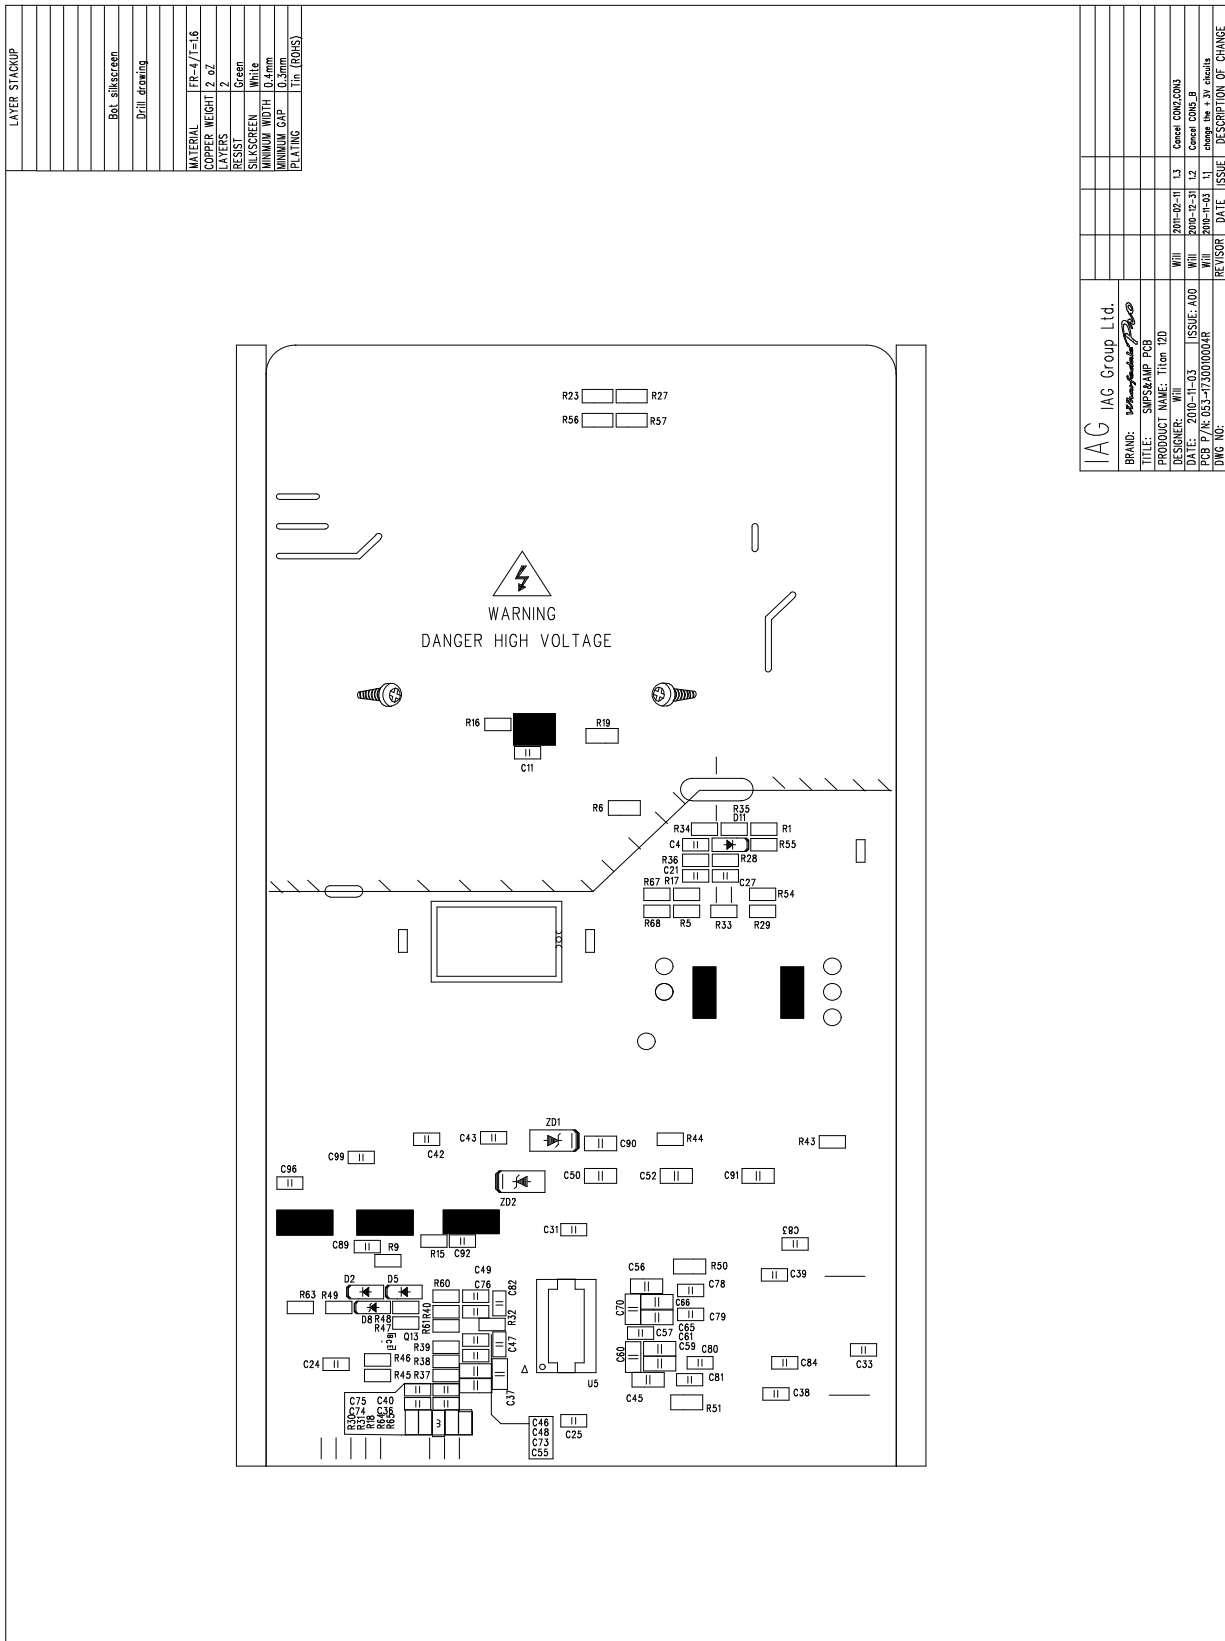 LAYER STACKUP
Bot silkscreen
Drill drawing
MATERIAL FR-4/T=1.6
COPPER WEIGHT 2 oZ
LAYERS 2
RESIST Green
SILKSCREEN White
MINIMUM WIDTH 0.4mm
MINIMUM GAP 0.3mm
PLATING Tin (ROHS)
IAG IAG Group Ltd.
BRAND: Wharfedale Pro
TITLE: SMPS&AMP PCB
PRODUCT NAME: Titan 12D
DESIGNER: Will
DATE: 2010-11-03 ISSUE: A00
PCB P/N: 053-1730010004R
DWG NO:
Will 2011-02-11 1.3 Cancel CON2,CON3
Will 2010-12-31 1.2 Cancel CON5_B
Will 2010-11-03 1.1 change the + 3V circuits
REVISOR DATE ISSUE DESCRIPTION OF CHANGE
R23 R27
R56 R57
WARNING
DANGER HIGH VOLTAGE
R16 R19
C11
R6
R35
D11
R34 R1
C4 R55
R36 R28
C21
R67 R17 C27
R54
R68 R5 R33 R29
ZD1
C43 C90 R44 R43
C42
C99
C96
C50 C52 C91
ZD2
C31 C83
C89 R9 R15 C92
C49 R50
C56 C39
D2 D5 R60 C76 C82 C78
R63 R49 R40 C70 C66
D8 R48 R61 R32 C79
R47 C65
Q13 C57 C61
R39 C47 C59
C60 C33
C24 R46 R38 C80 C84
R45 R37 C81
U5
C37 C45 C38
C75 C40 R51
C74 C36
R30
R31
R18
R64
R65
C46
C48
C73
C55
C25